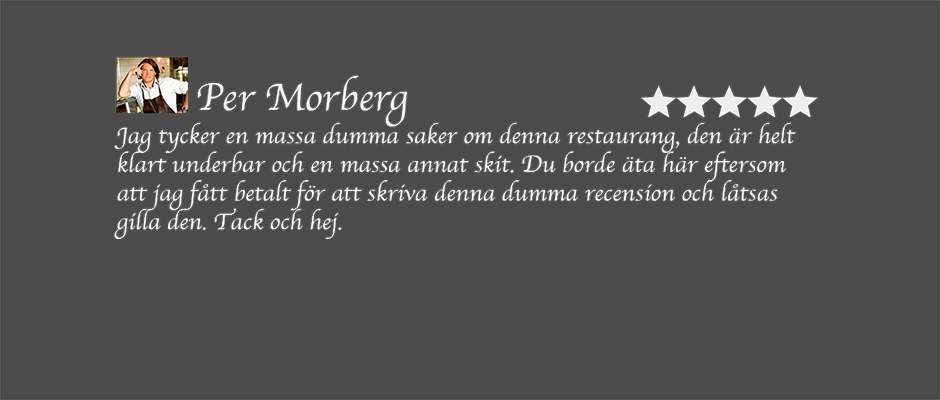 Per Morberg
Jag tycker en massa dumma saker om denna restaurang, den är helt
klart underbar och en massa annat skit. Du borde äta här eftersom
att jag fått betalt för att skriva denna dumma recension och låtsas
gilla den. Tack och hej.